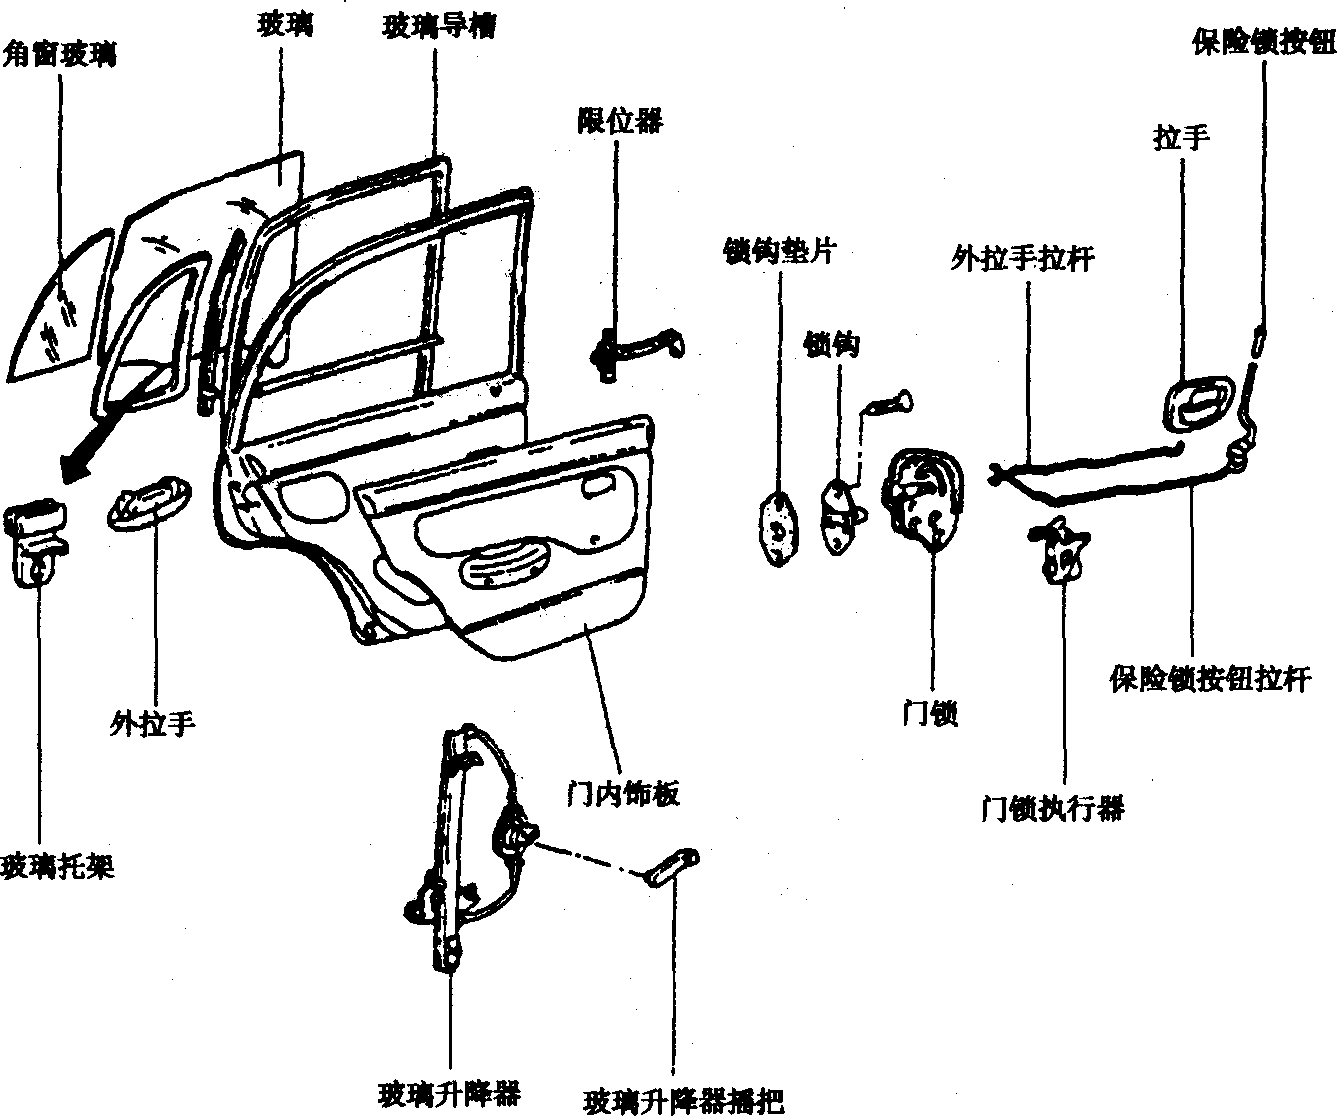 玻璃
玻璃导槽
保险锁按钮
角窗玻璃
限位器
拉手
锁钩垫片
外拉手拉杆
锁钩
保险锁按钮拉杆
门锁
外拉手
门内饰板
门锁执行器
玻璃托架
玻璃升降器
玻璃升降器摇把